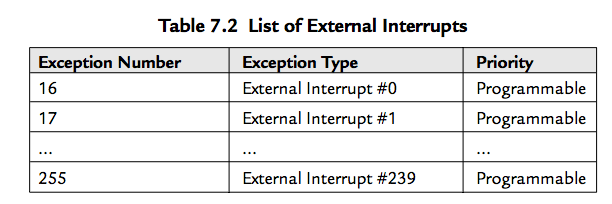 Table 7.2 List of External Interrupts
Exception Number Exception Type Priority
16 External Interrupt #0 Programmable
17 External Interrupt #1 Programmable
... ... ...
255 External Interrupt #239 Programmable